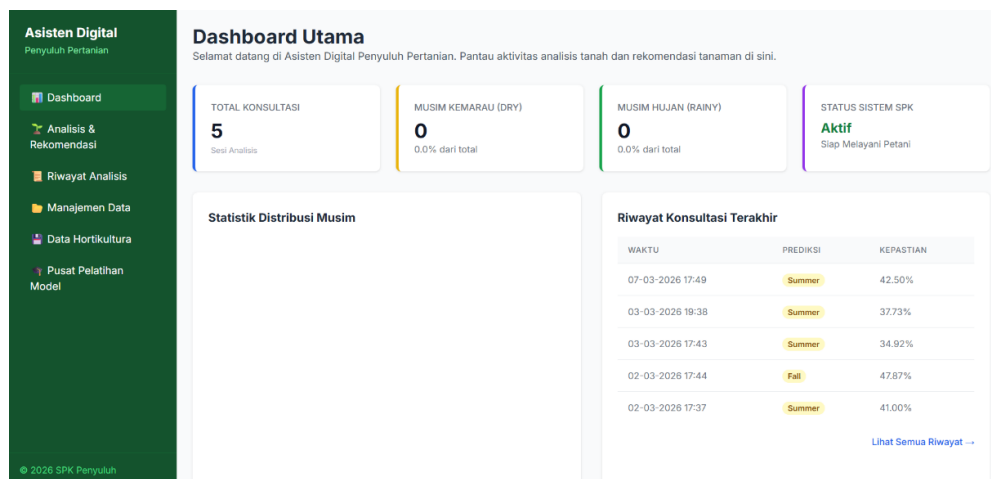 Asisten Digital
Penyuluh Pertanian
Dashboard
Analisis &
Rekomendasi
Riwayat Analisis
Manajemen Data
Data Hortikultura
Pusat Pelatihan
Model
© 2026 SPK Penyuluh
Dashboard Utama
Selamat datang di Asisten Digital Penyuluh Pertanian. Pantau aktivitas analisis tanah dan rekomendasi tanaman di sini.
TOTAL KONSULTASI
5
Sesi Analisis
MUSIM KEMARAU (DRY)
0
0.0% dari total
MUSIM HUJAN (RAINY)
0
0.0% dari total
STATUS SISTEM SPK
Aktif
Siap Melayani Petani
Statistik Distribusi Musim
Riwayat Konsultasi Terakhir
WAKTU PREDIKSI KEPASTIAN
07-03-2026 17:49 Summer 42.50%
03-03-2026 19:38 Summer 37.73%
03-03-2026 17:43 Summer 34.92%
02-03-2026 17:44 Fall 47.87%
02-03-2026 17:37 Summer 41.00%
Lihat Semua Riwayat →